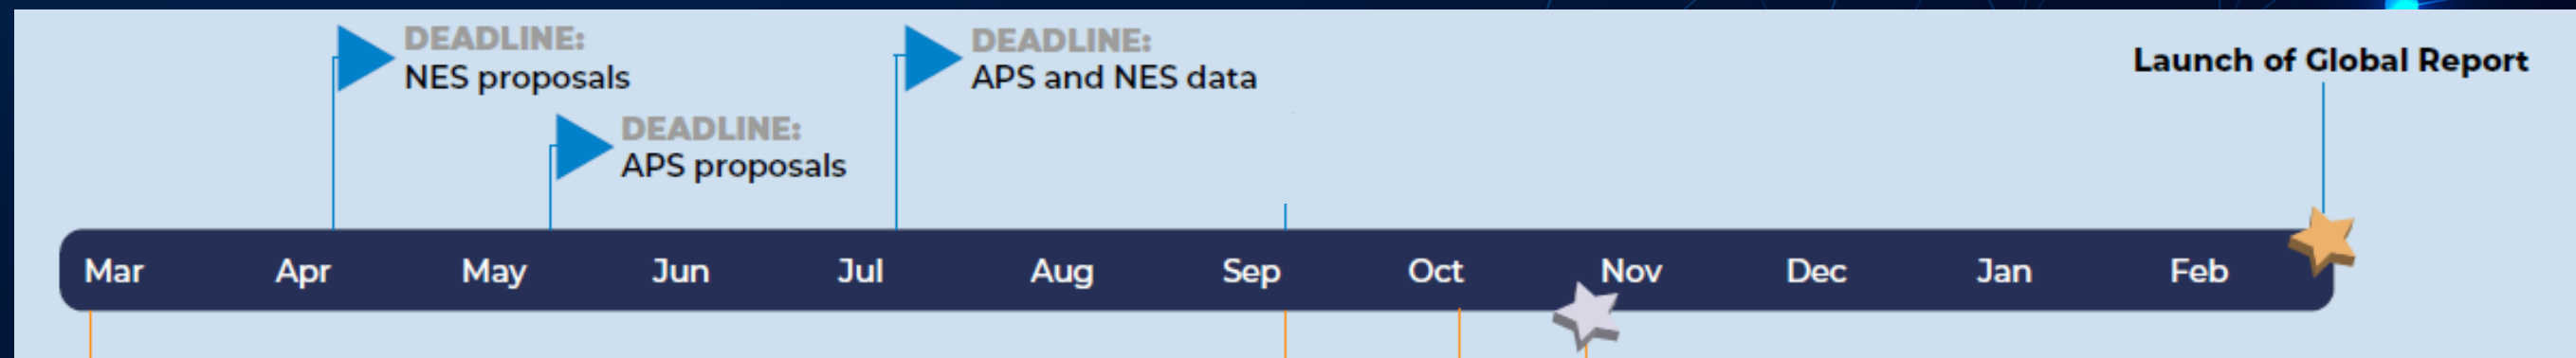 DEADLINE:
NES proposals
DEADLINE:
APS and NES data
Launch of Global Report
DEADLINE:
APS proposals
Mar Apr May Jun Jul Aug Sep Oct Nov Dec Jan Feb